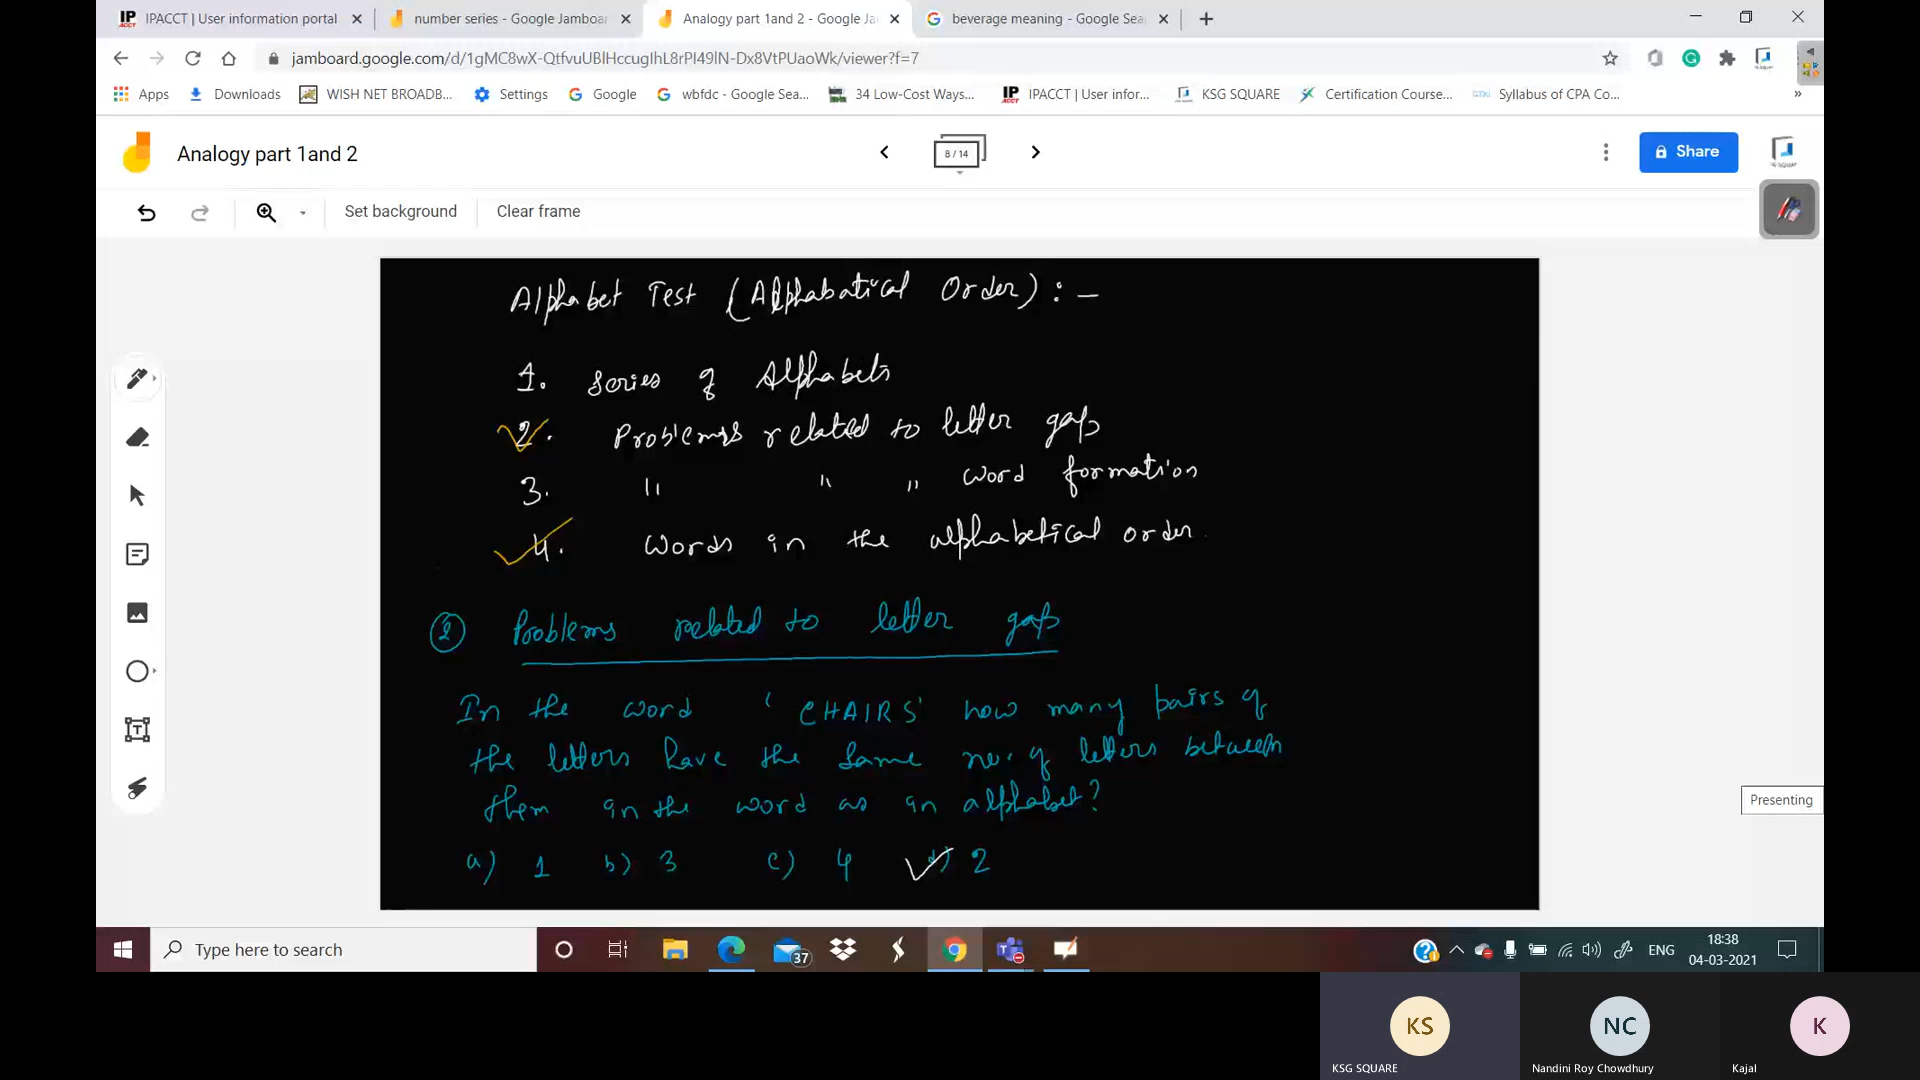 IPACCT | User information portal
number series - Google Jamboar
Analogy part 1and 2 - Google Ja
beverage meaning - Google Sea
jamboard.google.com/d/1gMC8wX-QtfvuUBlHccugIhL8rPI49lN-Dx8VtPUaoWk/viewer?f=7
Apps
Downloads
WISH NET BROADB...
Settings
Google
wbfdc - Google Sea...
34 Low-Cost Ways...
IPACCT | User infor...
KSG SQUARE
Certification Course...
Syllabus of CPA Co...
Analogy part 1and 2
8 / 14
Share
Set background
Clear frame
Alphabet Test (Alphabatical Order) : -
1. Series of Alphabets
2. Problems related to letter gap
3. " " " word formation
4. Words in the alphabetical order.
2 Problems related to letter gap
In the word 'CHAIRS' how many pairs of
the letters have the same no. of letters between
them in the word as in alphabet?
a) 1 b) 3 c) 4 d) 2
Presenting
Type here to search
37
ENG
18:38
04-03-2021
KS
NC
K
KSG SQUARE
Nandini Roy Chowdhury
Kajal